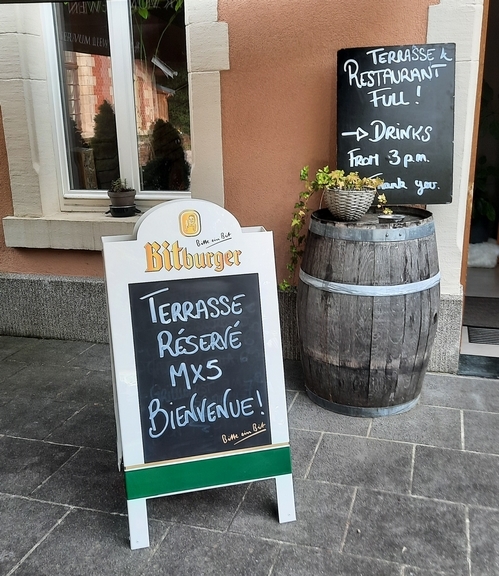 TERRASSE &
RESTAURANT
FULL!
→ DRINKS
FROM 3 p.m.
Thank you.
Bitte ein Bit
Bitburger
TERRASSE
RÉSERVÉ
MX5
BIENVENUE!
Bitte ein Bit